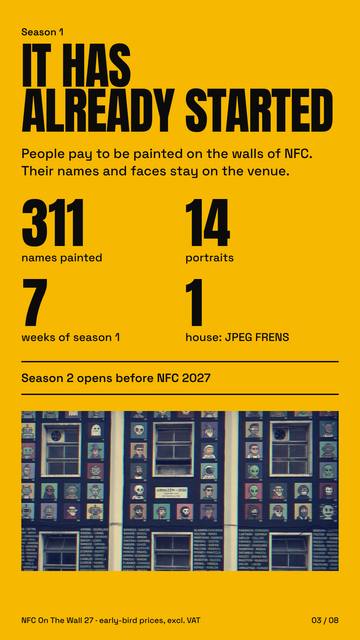 Season 1
IT HAS
ALREADY STARTED
People pay to be painted on the walls of NFC.
Their names and faces stay on the venue.
311
names painted
14
portraits
7
weeks of season 1
1
house: JPEG FRENS
Season 2 opens before NFC 2027
NFC On The Wall 27 · early-bird prices, excl. VAT
03 / 08